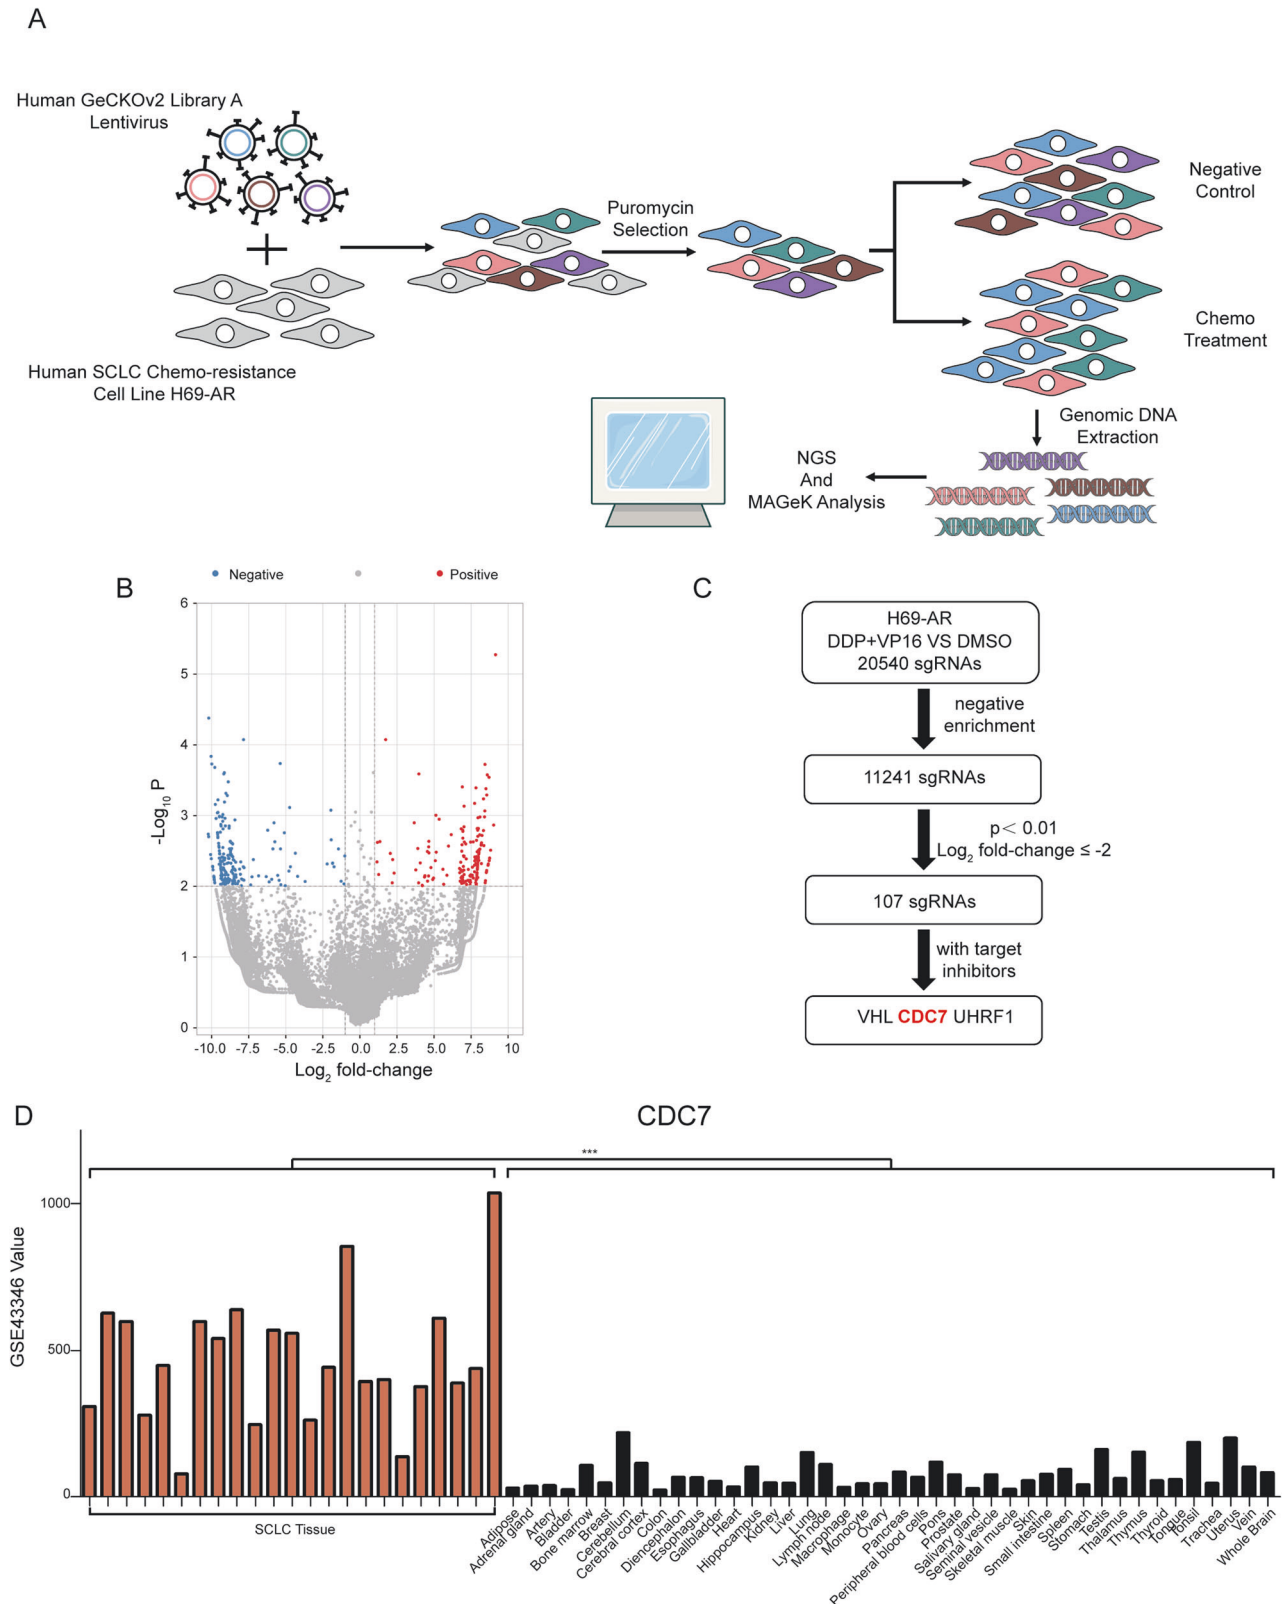 A
Human GeCKOv2 Library A
Lentivirus
Human SCLC Chemo-resistance
Cell Line H69-AR
Puromycin
Selection
Negative
Control
Chemo
Treatment
Genomic DNA
Extraction
NGS
And
MAGeK Analysis
B
Negative
Positive
6
5
4
3
2
1
0
-Log10 P
-10.0 -7.5 -5.0 -2.5 0.0 2.5 5.0 7.5 10
Log2 fold-change
C
H69-AR
DDP+VP16 VS DMSO
20540 sgRNAs
negative
enrichment
11241 sgRNAs
p< 0.01
Log2 fold-change ≤ -2
107 sgRNAs
with target
inhibitors
VHL CDC7 UHRF1
D
CDC7
***
1000
500
0
GSE43346 Value
SCLC Tissue
Adipose
Adrenal gland
Artery
Bladder
Bone marrow
Breast
Cerebellum
Cerebral cortex
Colon
Diencephalon
Esophagus
Gallbladder
Heart
Hippocampus
Kidney
Liver
Lung
Lymph node
Macrophage
Monocyte
Ovary
Pancreas
Peripheral blood cells
Pons
Prostate
Salivary gland
Seminal vesicle
Skeletal muscle
Skin
Small intestine
Spleen
Stomach
Testis
Thalamus
Thymus
Thyroid
Tongue
Tonsil
Trachea
Uterus
Vein
Whole Brain